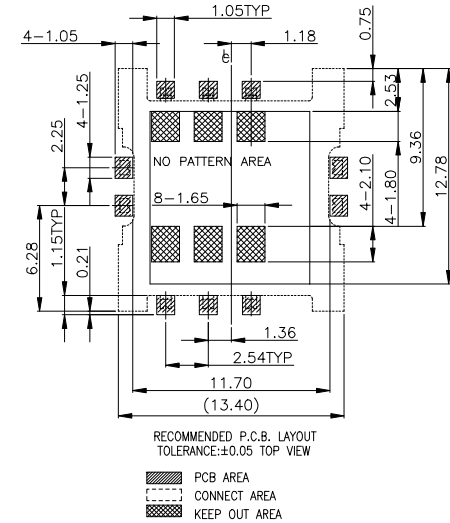 1.05TYP
4-1.05
1.18
0.75
4-1.25
2.25
2.53
9.36
12.78
NO PATTERN AREA
8-1.65
4-2.10
4-1.80
6.28
1.15TYP
0.21
1.36
2.54TYP
11.70
(13.40)
RECOMMENDED P.C.B. LAYOUT
TOLERANCE:±0.05 TOP VIEW
PCB AREA
CONNECT AREA
KEEP OUT AREA